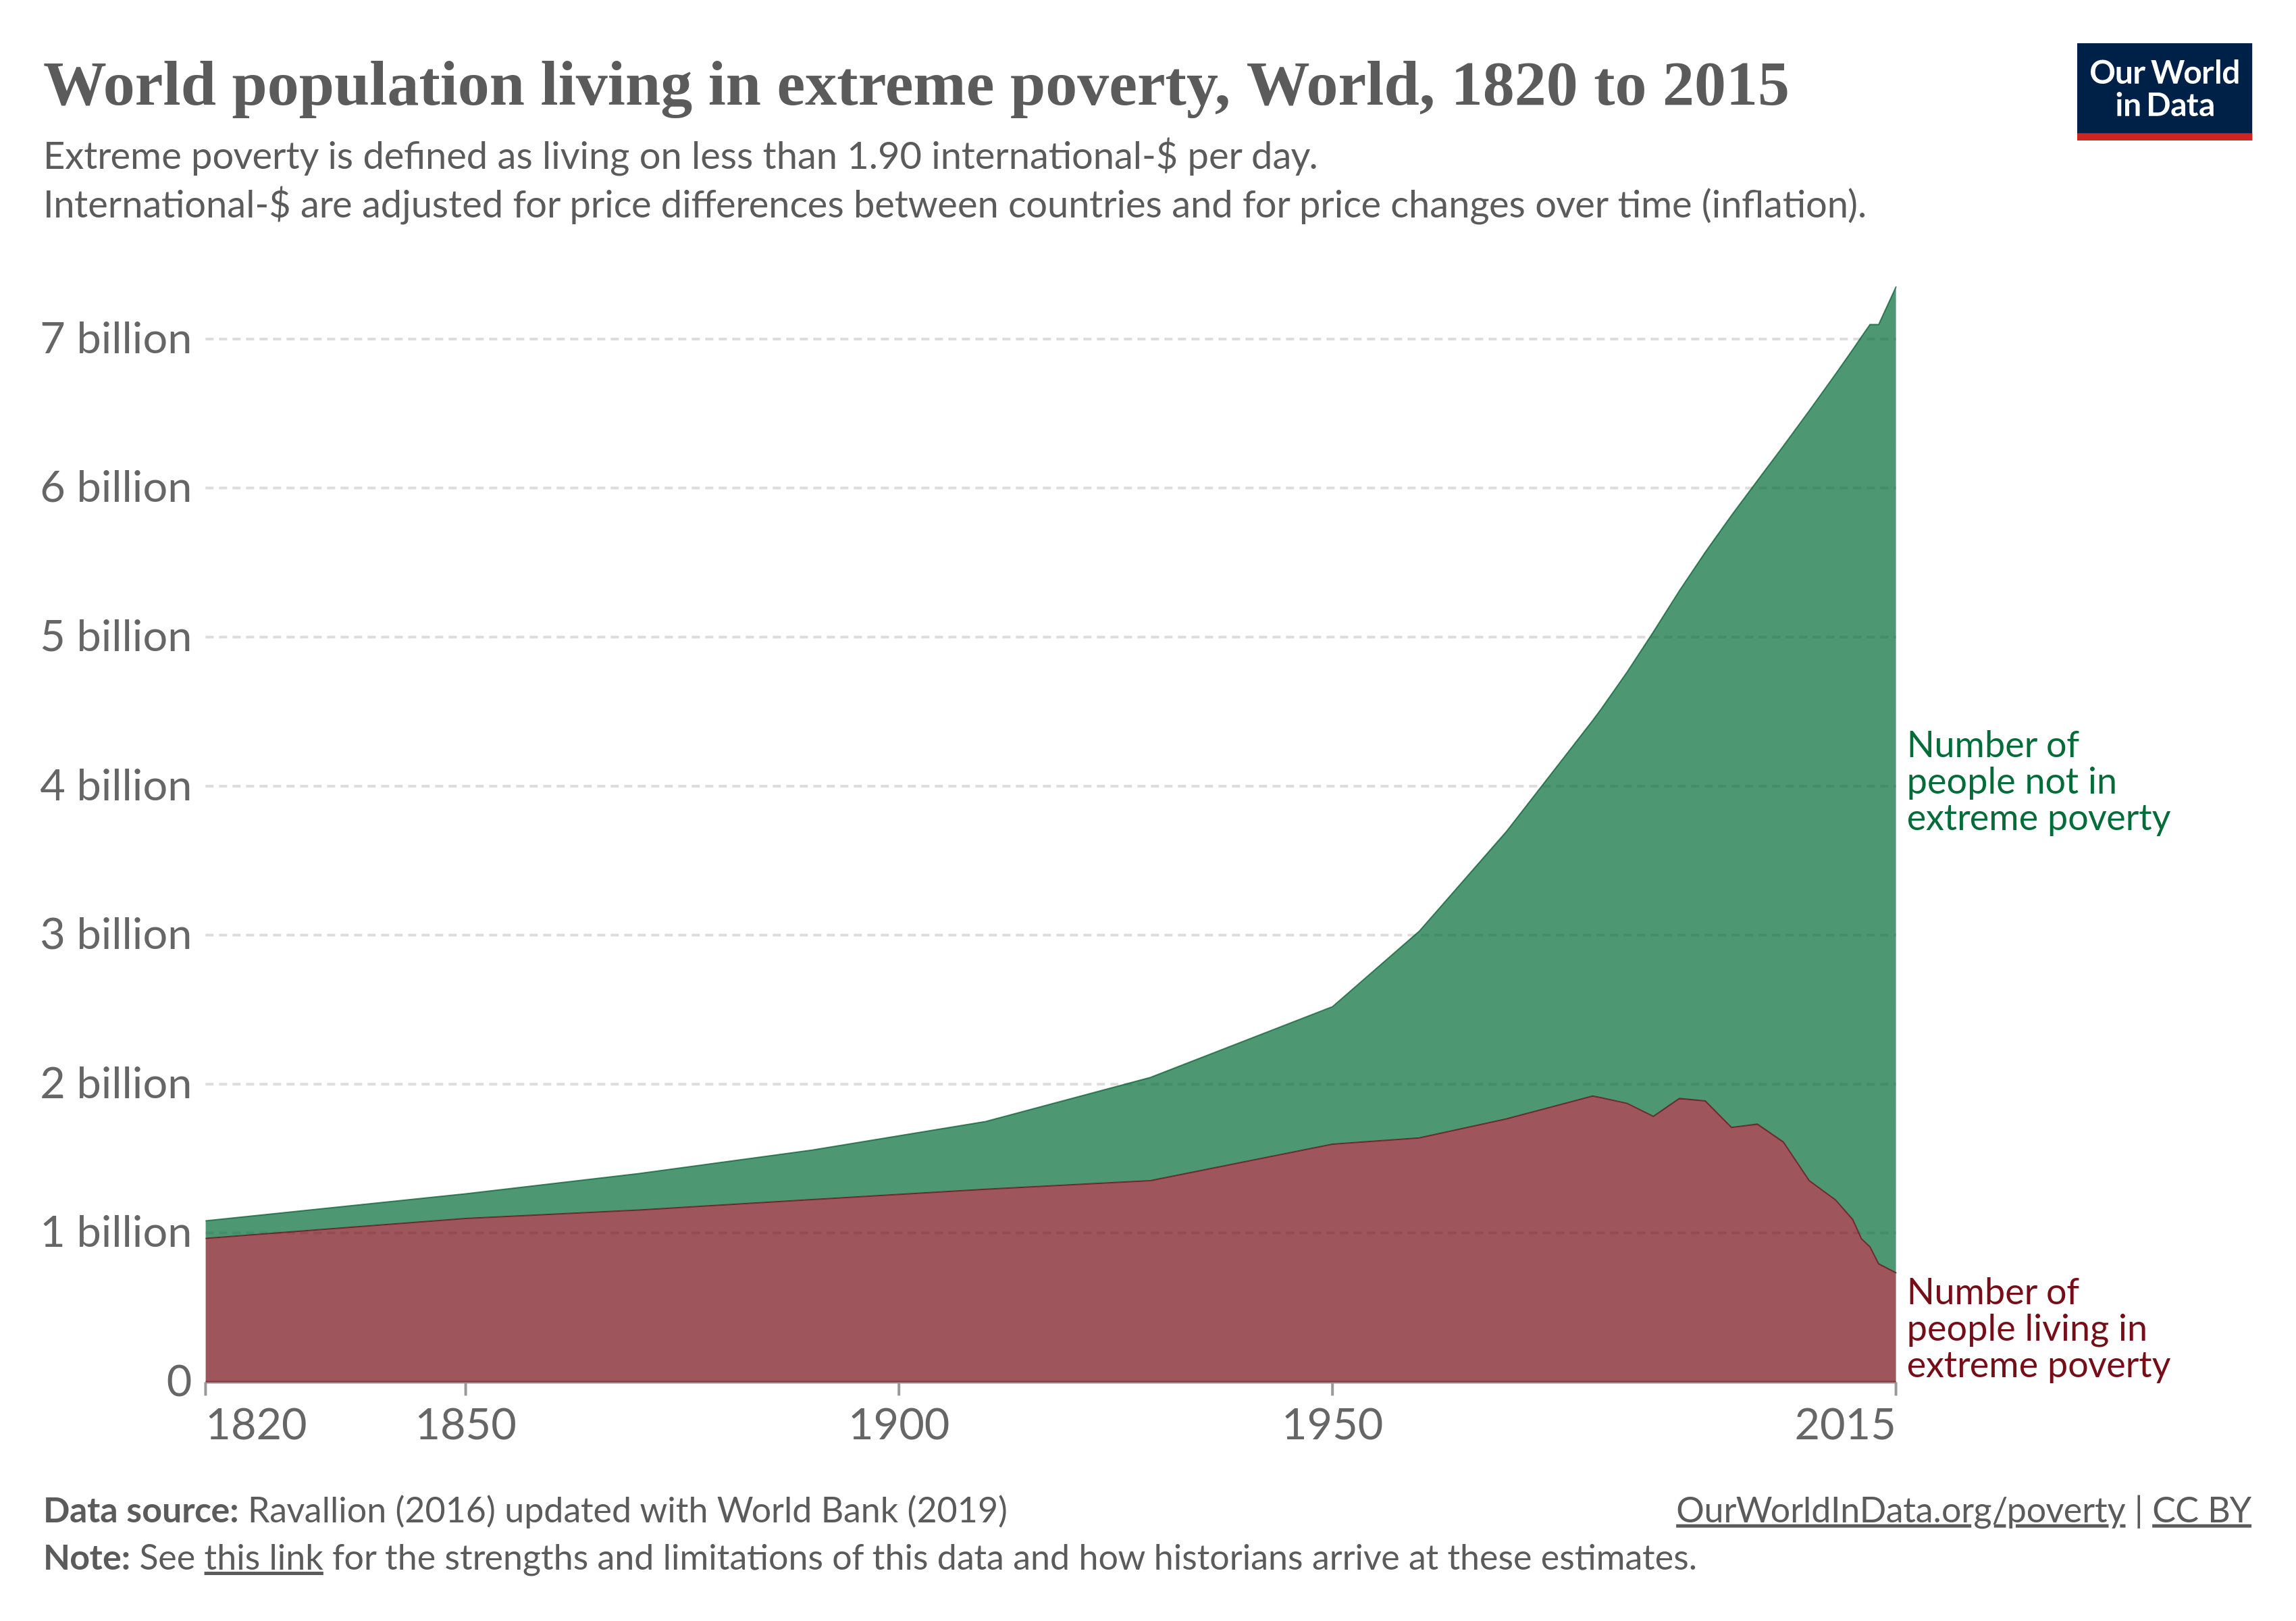 World population living in extreme poverty, World, 1820 to 2015
Our World
in Data
Extreme poverty is defined as living on less than 1.90 international-$ per day.
International-$ are adjusted for price differences between countries and for price changes over time (inflation).
7 billion
6 billion
5 billion
4 billion
3 billion
2 billion
1 billion
0
Number of
people not in
extreme poverty
Number of
people living in
extreme poverty
1820
1850
1900
1950
2015
Data source: Ravallion (2016) updated with World Bank (2019)
OurWorldInData.org/poverty | CC BY
Note: See this link for the strengths and limitations of this data and how historians arrive at these estimates.